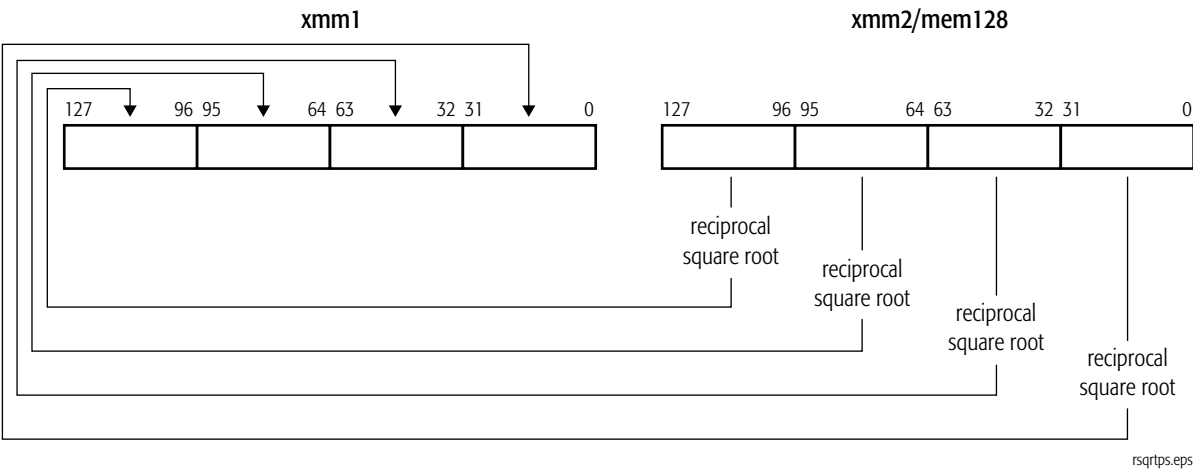 xmm1
xmm2/mem128
127 96 95 64 63 32 31 0
127 96 95 64 63 32 31 0
reciprocal
square root
reciprocal
square root
reciprocal
square root
reciprocal
square root
rsqrtps.eps